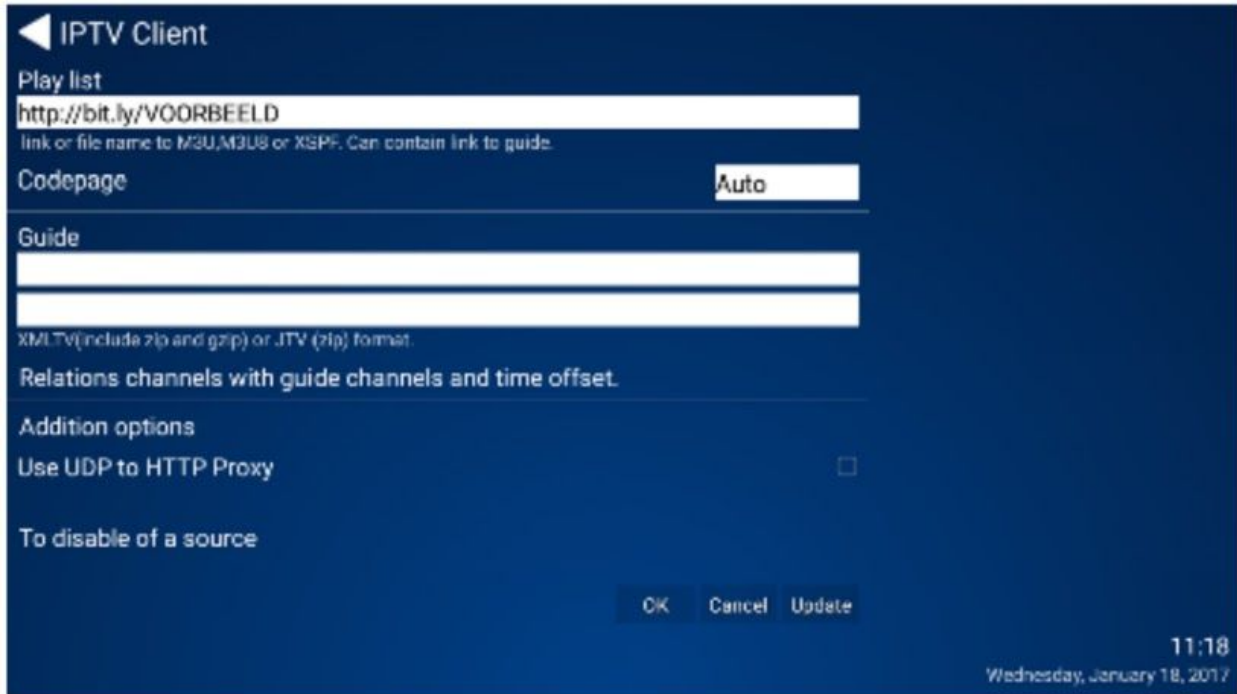 IPTV Client
Play list
http://bit.ly/VOORBEELD
link or file name to M3U,M3U8 or XSPF. Can contain link to guide.
Codepage
Auto
Guide
XMLTV(include zip and gzip) or JTV (zip) format.
Relations channels with guide channels and time offset.
Addition options
Use UDP to HTTP Proxy
To disable of a source
OK Cancel Update
11:18
Wednesday, January 18, 2017